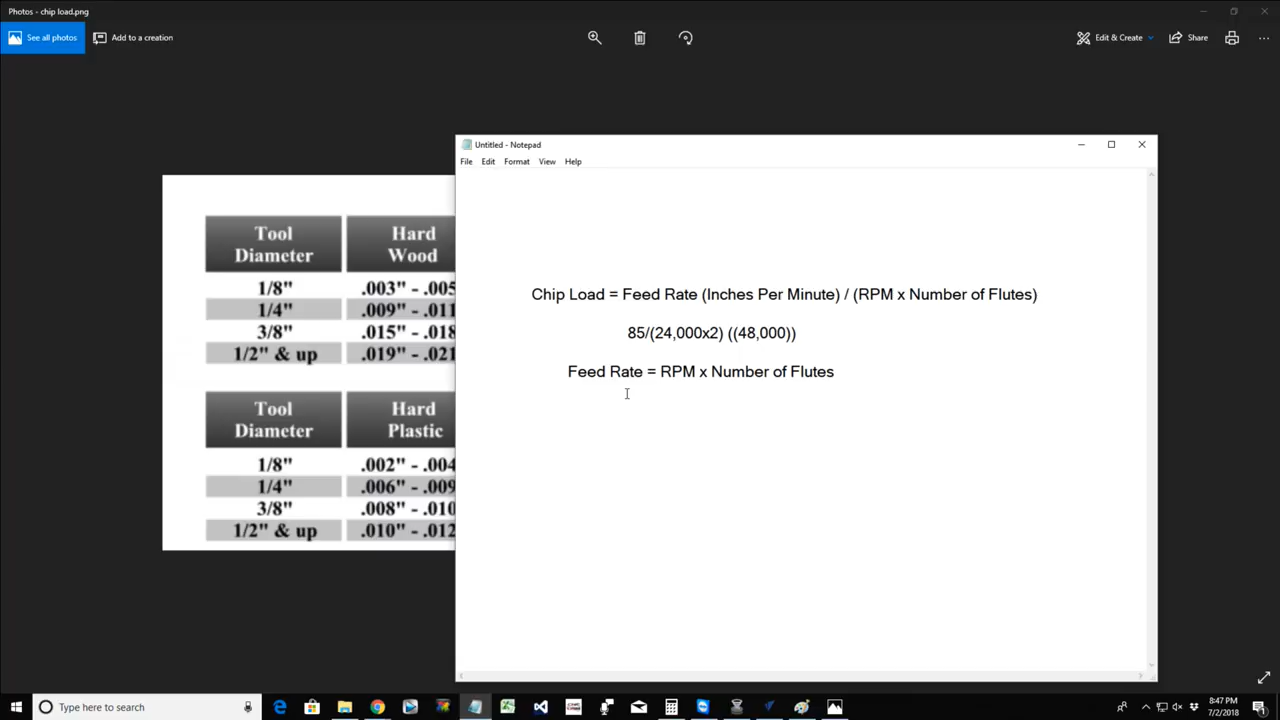 Photos - chip load.png
See all photos
Add to a creation
Edit & Create
Share
Untitled - Notepad
File Edit Format View Help
Tool Diameter
Hard Wood
1/8" .003" - .005
1/4" .009" - .011
3/8" .015" - .018
1/2" & up .019" - .021
Tool Diameter
Hard Plastic
1/8" .002" - .004
1/4" .006" - .009
3/8" .008" - .010
1/2" & up .010" - .012
Chip Load = Feed Rate (Inches Per Minute) / (RPM x Number of Flutes)
85/(24,000x2) ((48,000))
Feed Rate = RPM x Number of Flutes
Type here to search
8:47 PM
7/2/2018